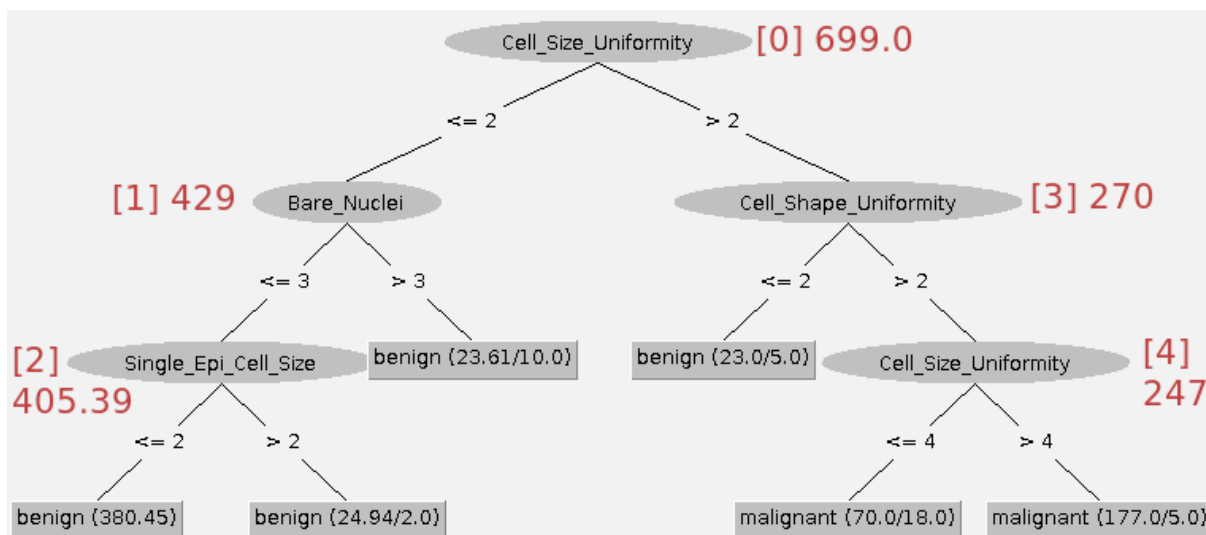 Cell_Size_Uniformity
[0] 699.0
<= 2
> 2
[1] 429
Bare_Nuclei
Cell_Shape_Uniformity
[3] 270
<= 3
> 3
<= 2
> 2
[2]
405.39
Single_Epi_Cell_Size
benign (23.61/10.0)
benign (23.0/5.0)
Cell_Size_Uniformity
[4]
247
<= 2
> 2
<= 4
> 4
benign (380.45)
benign (24.94/2.0)
malignant (70.0/18.0)
malignant (177.0/5.0)